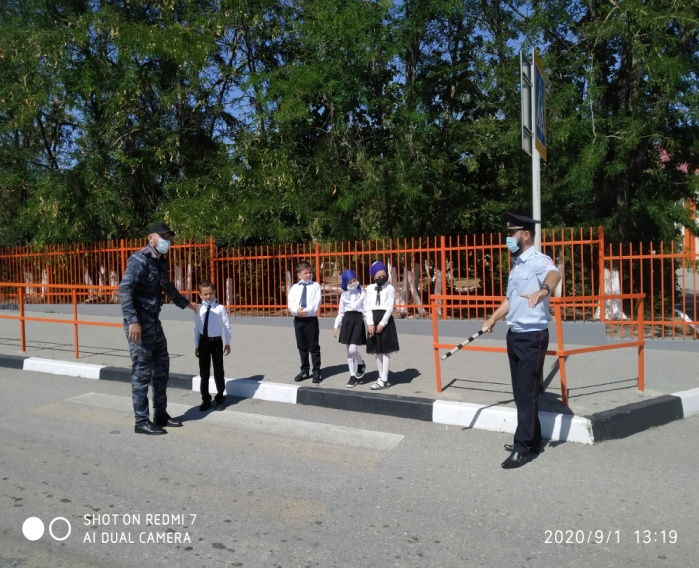 SHOT ON REDMI 7
AI DUAL CAMERA
2020/9/1 13:19